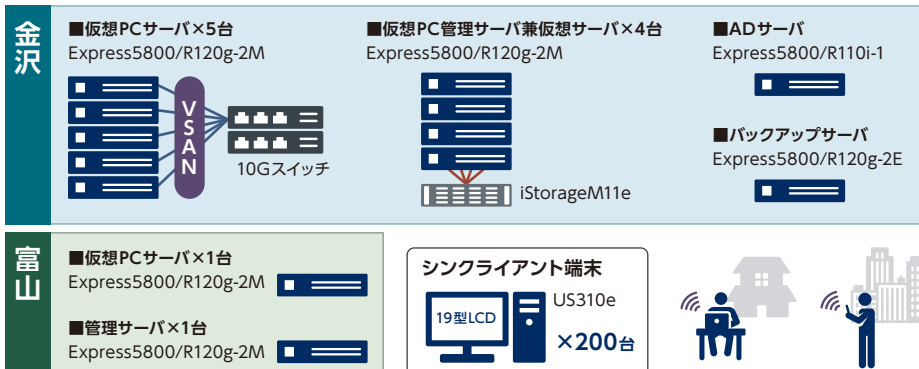 金沢
■仮想PCサーバ×5台
Express5800/R120g-2M
VSAN
10Gスイッチ
■仮想PC管理サーバ兼仮想サーバ×4台
Express5800/R120g-2M
iStorageM11e
■ADサーバ
Express5800/R110i-1
■バックアップサーバ
Express5800/R120g-2E
富山
■仮想PCサーバ×1台
Express5800/R120g-2M
■管理サーバ×1台
Express5800/R120g-2M
シンクライアント端末
19型LCD
US310e
×200台